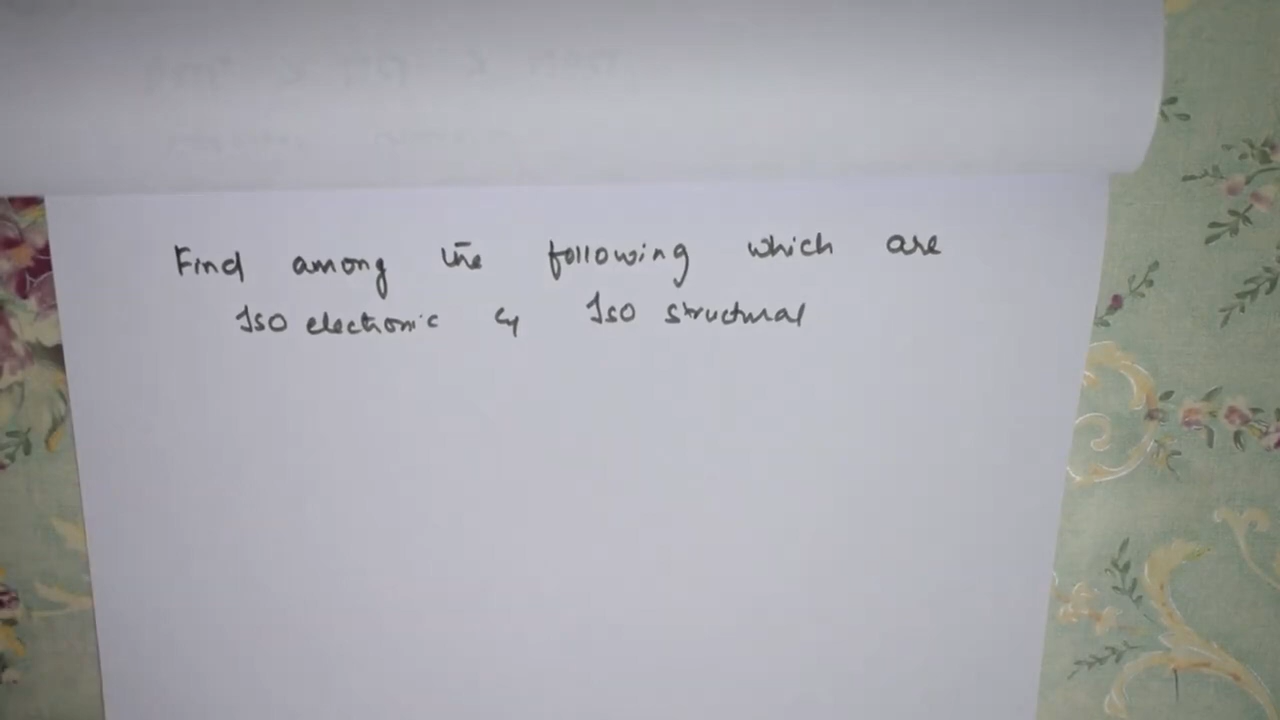 Find among the following which are
Iso electronic & Iso structural